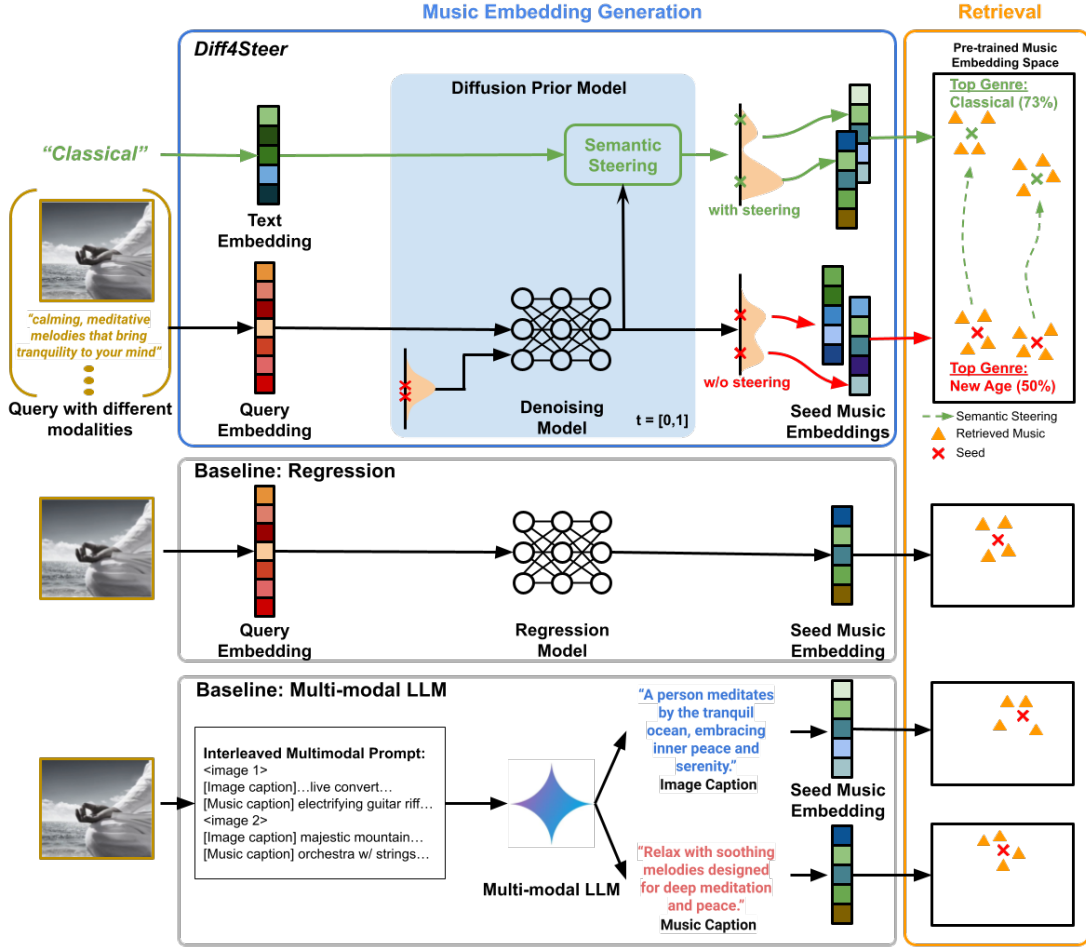 Music Embedding Generation
Retrieval
Diff4Steer
Pre-trained Music
Embedding Space
Diffusion Prior Model
Top Genre:
Classical (73%)
"Classical"
Semantic
Steering
Text
Embedding
with steering
"calming, meditative
melodies that bring
tranquility to your mind"
Query with different
modalities
Query
Embedding
Denoising
Model
t = [0,1]
w/o steering
Seed Music
Embeddings
Top Genre:
New Age (50%)
Semantic Steering
Retrieved Music
Seed
Baseline: Regression
Query
Embedding
Regression
Model
Seed Music
Embedding
Baseline: Multi-modal LLM
Interleaved Multimodal Prompt:
<image 1>
[Image caption]…live convert…
[Music caption] electrifying guitar riff…
<image 2>
[Image caption] majestic mountain…
[Music caption] orchestra w/ strings…
Multi-modal LLM
"A person meditates
by the tranquil
ocean, embracing
inner peace and
serenity."
Image Caption
Seed Music
Embedding
"Relax with soothing
melodies designed
for deep meditation
and peace."
Music Caption